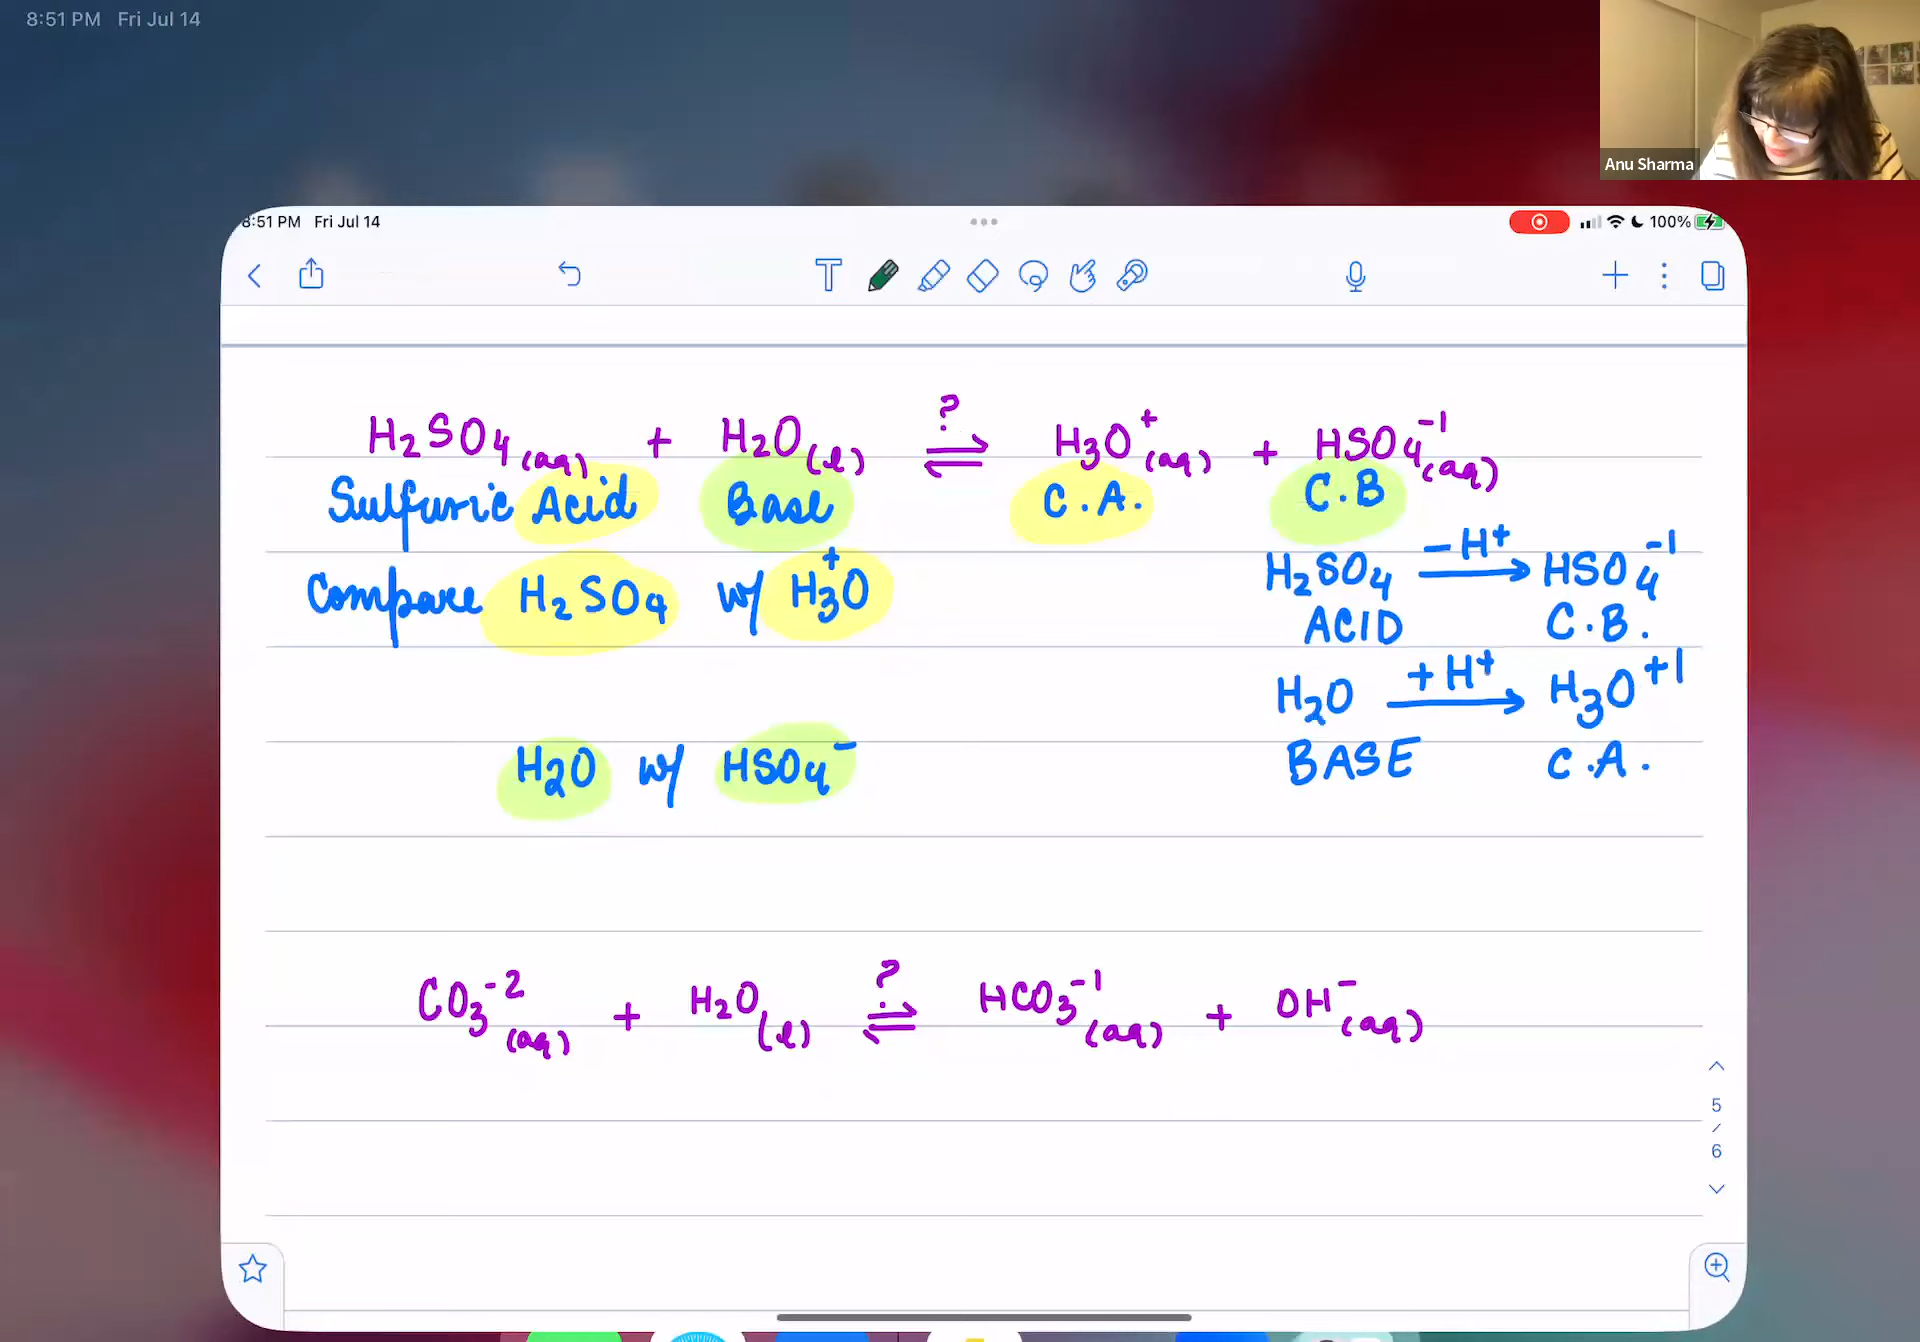 8:51 PM Fri Jul 14
Anu Sharma
8:51 PM Fri Jul 14
100%
?
H2SO4(aq) + H2O(l) ⇌ H3O+(aq) + HSO4-1(aq)
Sulfuric Acid Base C.A. C.B
-H+
Compare H2SO4 w/ H3O+ H2SO4 → HSO4-1
ACID C.B.
+H+
H2O → H3O+1
H2O w/ HSO4- BASE C.A.
?
CO3-2(aq) + H2O(l) ⇌ HCO3-1(aq) + OH-(aq)
5
/
6